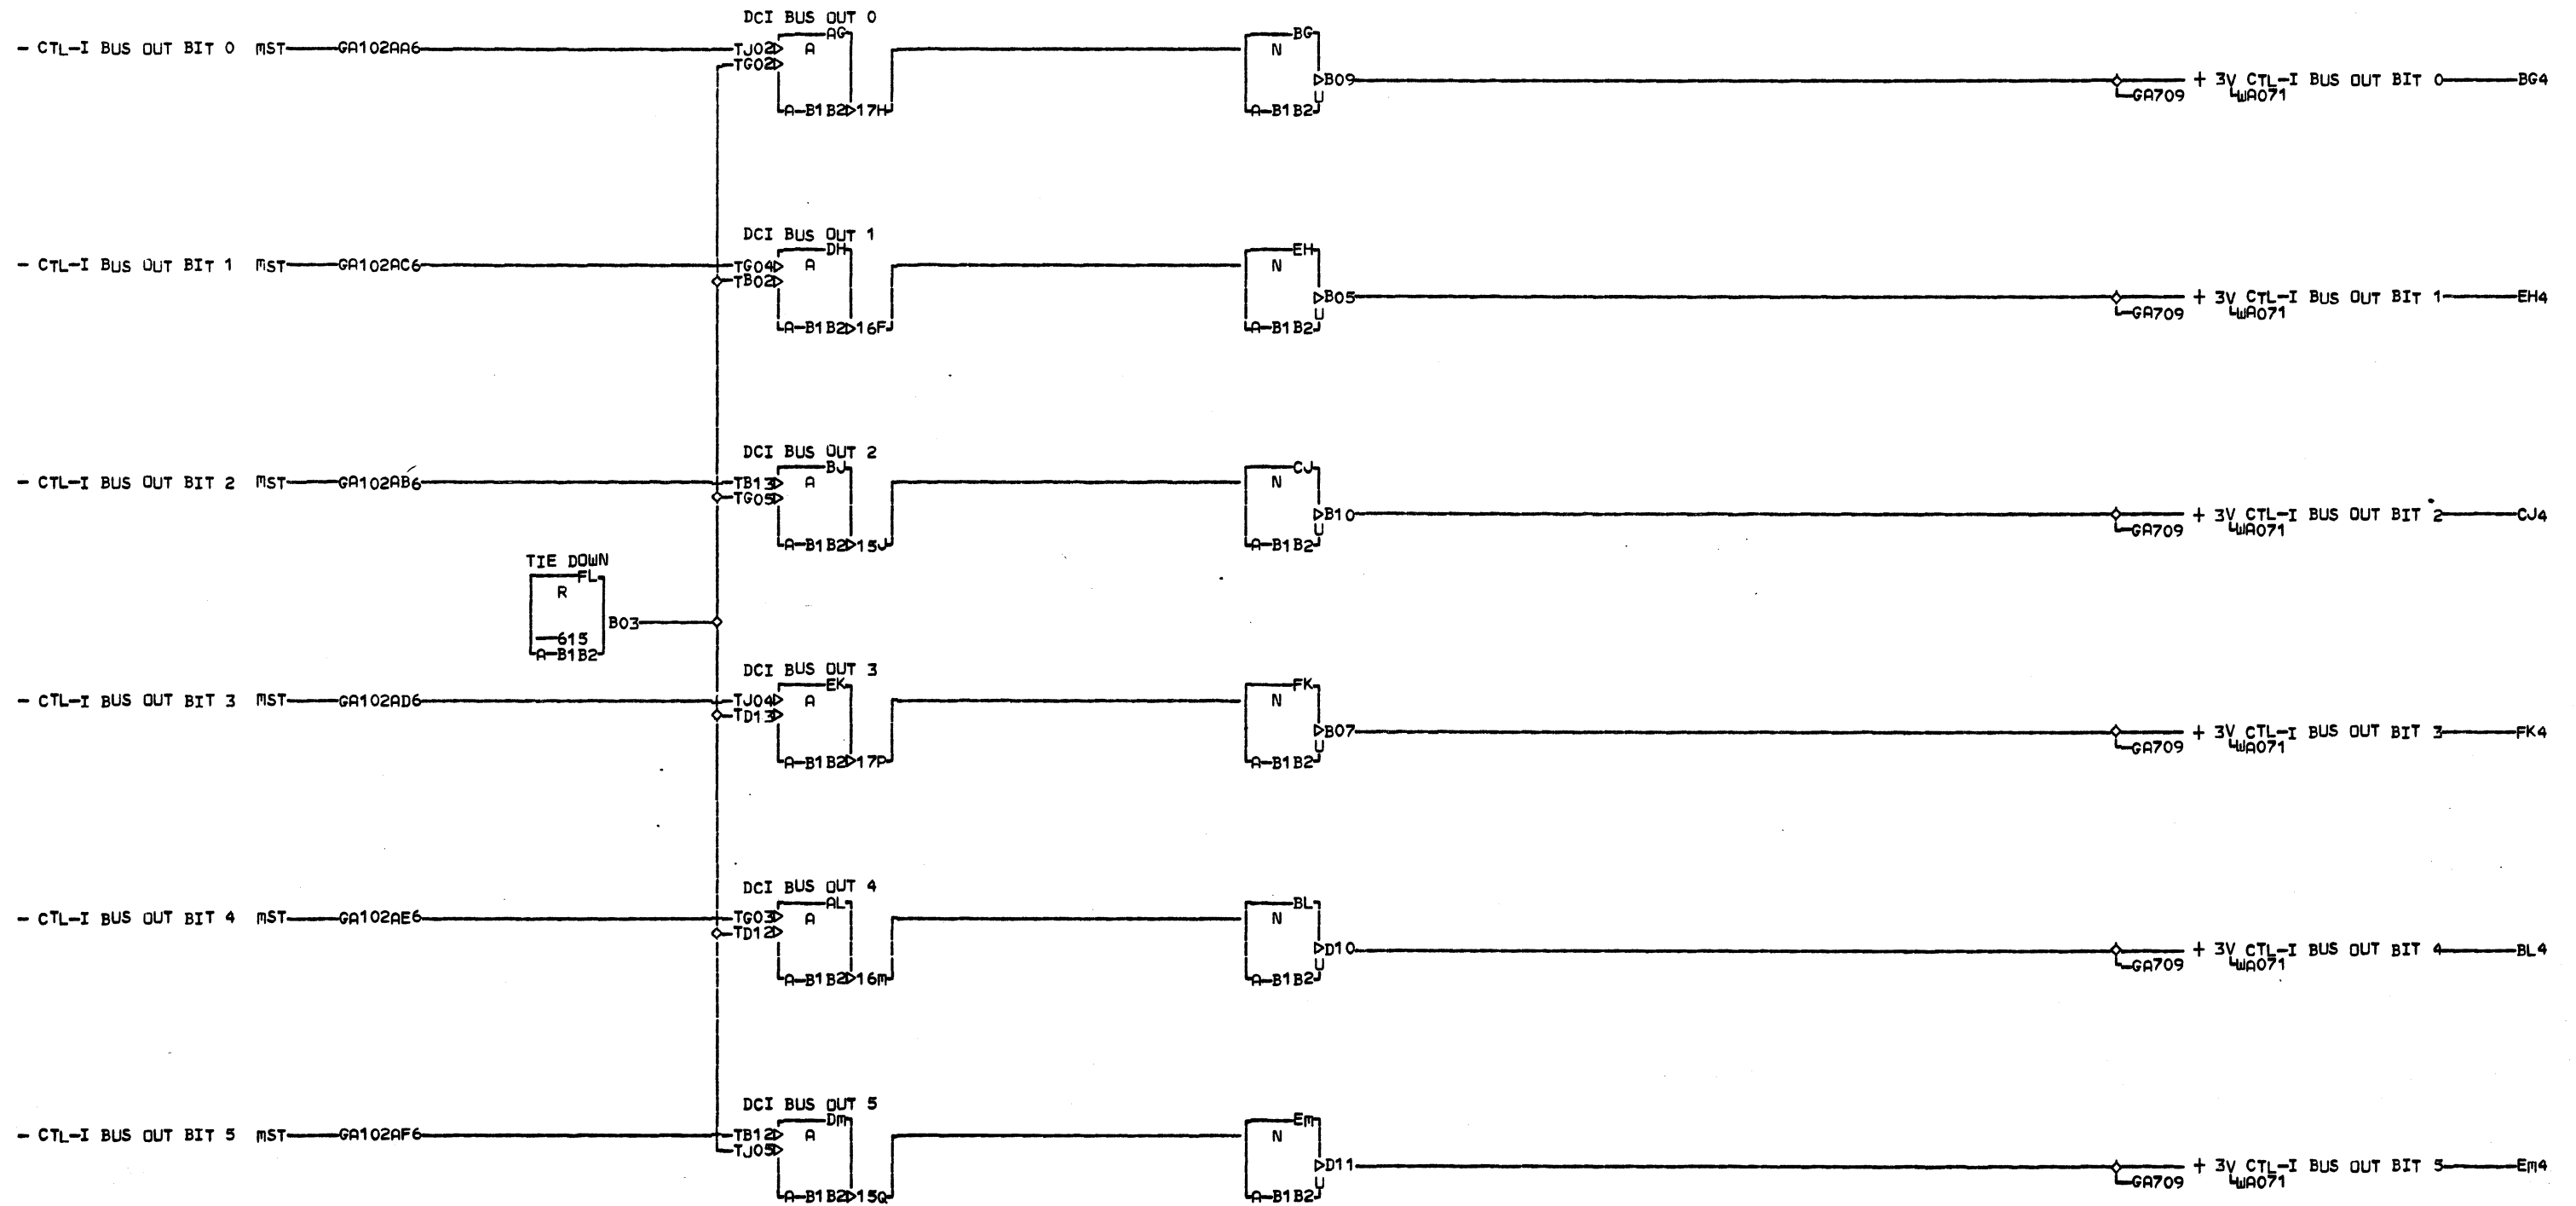 DCI BUS OUT 0
AG BG
- CTL-I BUS OUT BIT 0 MST GA102AA6 TJ02 A N
TG02
B09 + 3V CTL-I BUS OUT BIT 0 BG4
U GA709 WA071
A B1B2 17H A B1B2
DCI BUS OUT 1
DH EH
- CTL-I BUS OUT BIT 1 MST GA102AC6 TG04 A N
TB02
B05 + 3V CTL-I BUS OUT BIT 1 EH4
U GA709 WA071
A B1B2 16F A B1B2
DCI BUS OUT 2
BJ CJ
- CTL-I BUS OUT BIT 2 MST GA102AB6 TB13 A N
TG05
B10 + 3V CTL-I BUS OUT BIT 2 CJ4
U GA709 WA071
A B1B2 15J A B1B2
TIE DOWN
FL
R
B03
615
A B1B2
DCI BUS OUT 3
EK FK
- CTL-I BUS OUT BIT 3 MST GA102AD6 TJ04 A N
TD13
B07 + 3V CTL-I BUS OUT BIT 3 FK4
U GA709 WA071
A B1B2 17P A B1B2
DCI BUS OUT 4
AL BL
- CTL-I BUS OUT BIT 4 MST GA102AE6 TG03 A N
TD12
D10 + 3V CTL-I BUS OUT BIT 4 BL4
U GA709 WA071
A B1B2 16M A B1B2
DCI BUS OUT 5
DM EM
- CTL-I BUS OUT BIT 5 MST GA102AF6 TB12 A N
TJ05
D11 + 3V CTL-I BUS OUT BIT 5 EM4
U GA709 WA071
A B1B2 15Q A B1B2